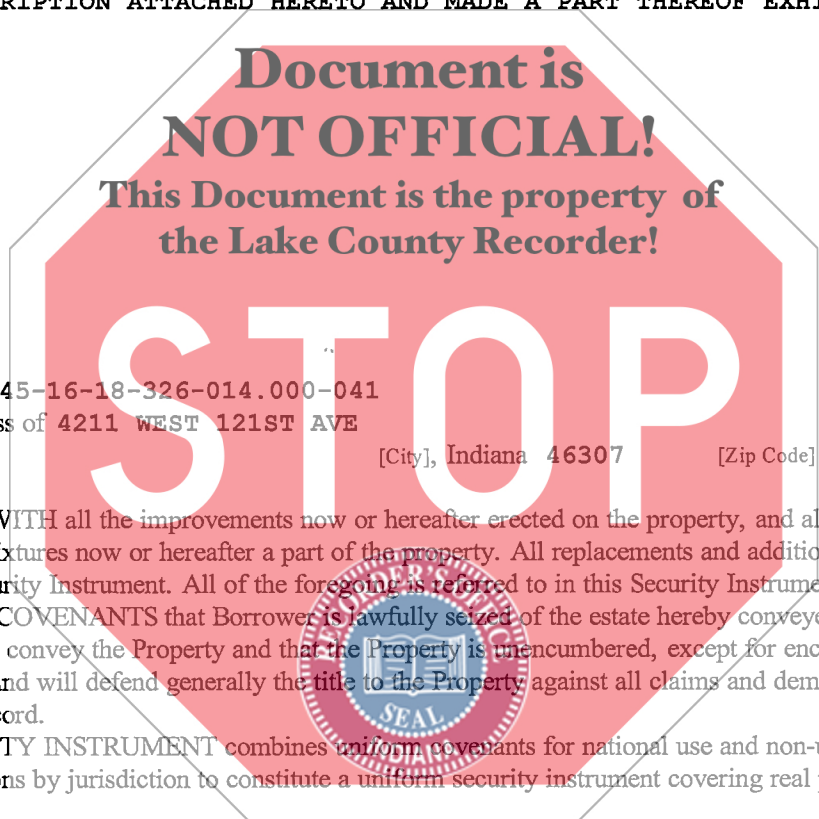 RIPTION ATTACHED HERETO AND MADE A PART THEREOF EXHI
Document is
NOT OFFICIAL!
This Document is the property of
the Lake County Recorder!
STOP
45-16-18-326-014.000-041
ss of 4211 WEST 121ST AVE
[City], Indiana 46307 [Zip Code]
WITH all the improvements now or hereafter erected on the property, and al
xtures now or hereafter a part of the property. All replacements and additio
urity Instrument. All of the foregoing is referred to in this Security Instrume
COVENANTS that Borrower is lawfully seized of the estate hereby conveye
convey the Property and that the Property is unencumbered, except for enc
nd will defend generally the title to the Property against all claims and dem
cord.
TY INSTRUMENT combines uniform covenants for national use and non-u
ons by jurisdiction to constitute a uniform security instrument covering real
RECORDER'S OFFICE
SEAL
INDIANA